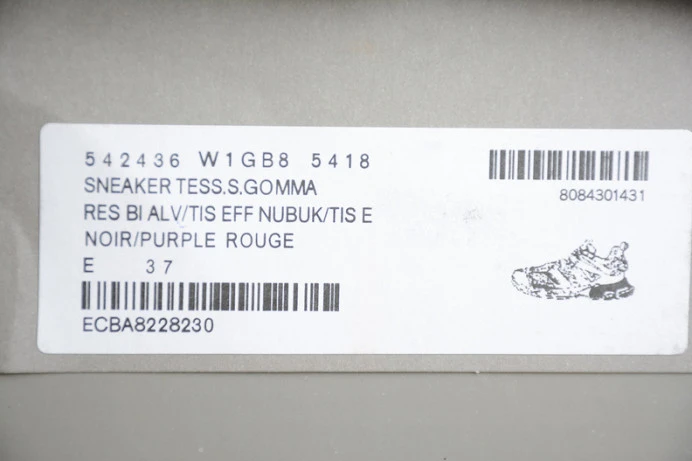 542436 W1GB8 5418
SNEAKER TESS.S.GOMMA
RES BI ALV/TIS EFF NUBUK/TIS E
NOIR/PURPLE ROUGE
E 37
ECBA8228230
8084301431